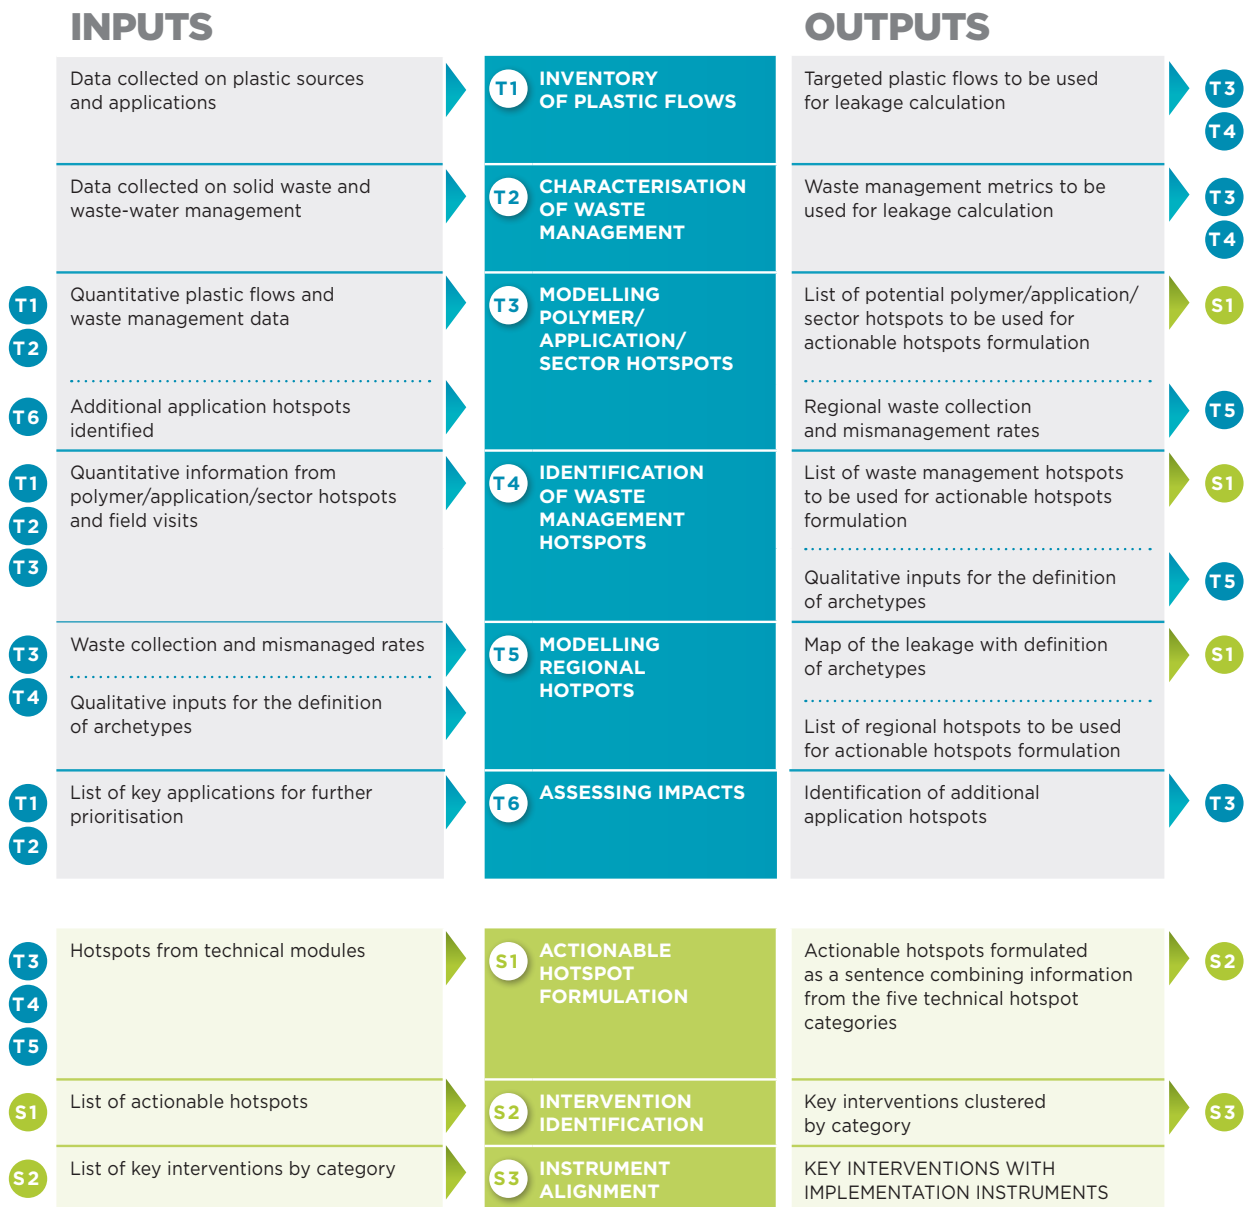 INPUTS
OUTPUTS
Data collected on plastic sources
and applications
T1
INVENTORY
OF PLASTIC FLOWS
Targeted plastic flows to be used
for leakage calculation
T3
T4
Data collected on solid waste and
waste-water management
T2
CHARACTERISATION
OF WASTE
MANAGEMENT
Waste management metrics to be
used for leakage calculation
T3
T4
T1
T2
Quantitative plastic flows and
waste management data
T6
Additional application hotspots
identified
T3
MODELLING
POLYMER/
APPLICATION/
SECTOR HOTSPOTS
List of potential polymer/application/
sector hotspots to be used for
actionable hotspots formulation
S1
Regional waste collection
and mismanagement rates
T5
T1
T2
T3
Quantitative information from
polymer/application/sector hotspots
and field visits
T4
IDENTIFICATION
OF WASTE
MANAGEMENT
HOTSPOTS
List of waste management hotspots
to be used for actionable hotspots
formulation
S1
Qualitative inputs for the definition
of archetypes
T5
T3
T4
Waste collection and mismanaged rates
Qualitative inputs for the definition
of archetypes
T5
MODELLING
REGIONAL
HOTPOTS
Map of the leakage with definition
of archetypes
S1
List of regional hotspots to be used
for actionable hotspots formulation
T1
T2
List of key applications for further
prioritisation
T6
ASSESSING IMPACTS
Identification of additional
application hotspots
T3
T3
T4
T5
Hotspots from technical modules
S1
ACTIONABLE
HOTSPOT
FORMULATION
Actionable hotspots formulated
as a sentence combining information
from the five technical hotspot
categories
S2
S1
List of actionable hotspots
S2
INTERVENTION
IDENTIFICATION
Key interventions clustered
by category
S3
S2
List of key interventions by category
S3
INSTRUMENT
ALIGNMENT
KEY INTERVENTIONS WITH
IMPLEMENTATION INSTRUMENTS